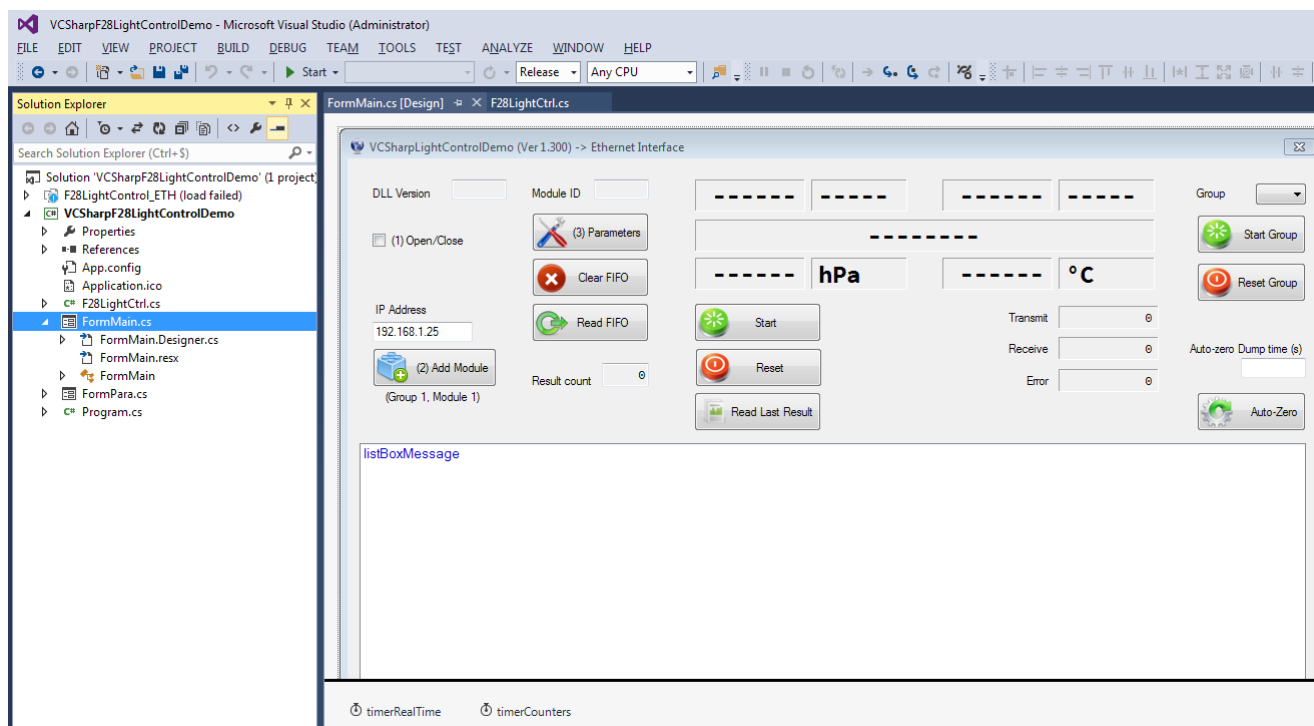 VCSharpF28LightControlDemo - Microsoft Visual Studio (Administrator)
FILE EDIT VIEW PROJECT BUILD DEBUG TEAM TOOLS TEST ANALYZE WINDOW HELP
Start Release Any CPU
Solution Explorer
Search Solution Explorer (Ctrl+$)
Solution 'VCSharpF28LightControlDemo' (1 project)
F28LightControl_ETH (load failed)
VCSharpF28LightControlDemo
Properties
References
App.config
Application.ico
F28LightCtrl.cs
FormMain.cs
FormMain.Designer.cs
FormMain.resx
FormMain
FormPara.cs
Program.cs
FormMain.cs [Design] F28LightCtrl.cs
VCSharpLightControlDemo (Ver 1.300) -> Ethernet Interface
DLL Version Module ID ------ ----- ------ ----- Group
(1) Open/Close (3) Parameters -------- Start Group
Clear FIFO ------ hPa ------ °C Reset Group
IP Address
192.168.1.25 Read FIFO Start Transmit 0
Receive 0 Auto-zero Dump time (s)
(2) Add Module Result count 0 Reset Error 0
(Group 1, Module 1)
Read Last Result Auto-Zero
listBoxMessage
timerRealTime timerCounters